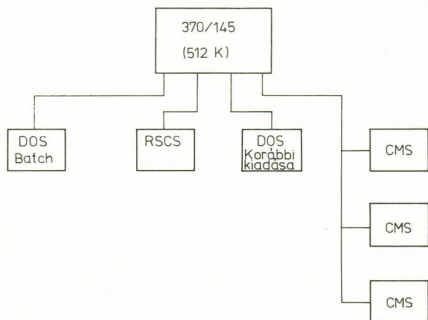 370/145
(512 K)
DOS
Batch
RSCS
DOS
Korábbi
kiadása
CMS
CMS
CMS